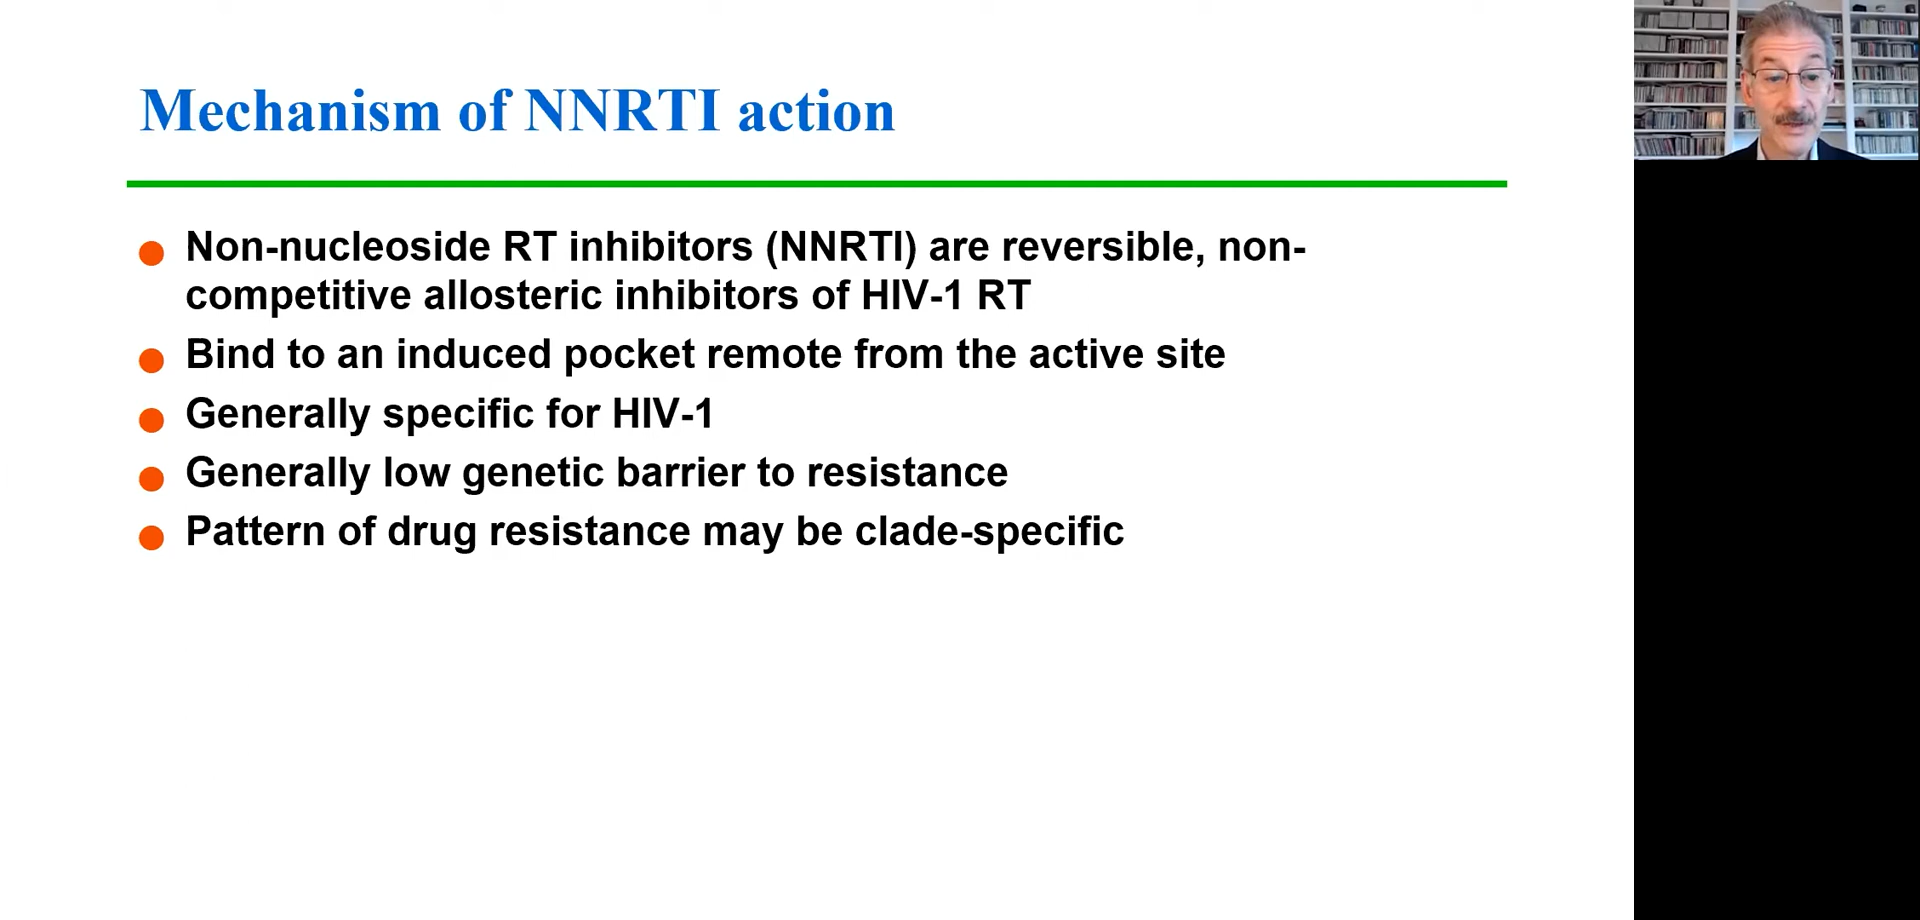 Mechanism of NNRTI action
Non-nucleoside RT inhibitors (NNRTI) are reversible, non-
competitive allosteric inhibitors of HIV-1 RT
Bind to an induced pocket remote from the active site
Generally specific for HIV-1
Generally low genetic barrier to resistance
Pattern of drug resistance may be clade-specific